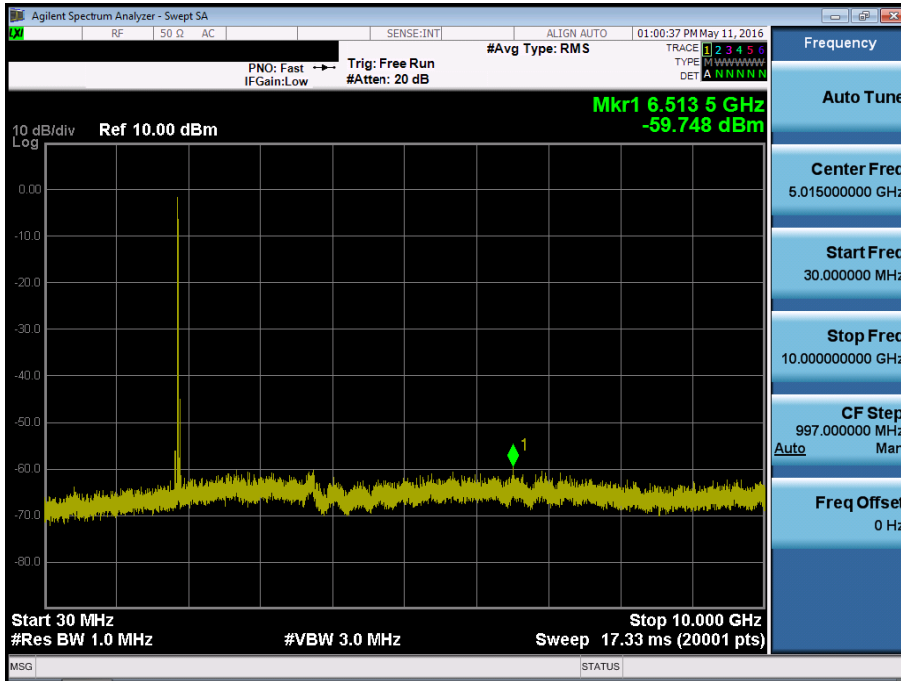 Agilent Spectrum Analyzer - Swept SA
LXI RF 50 Ω AC SENSE:INT ALIGN AUTO 01:00:37 PM May 11, 2016
Frequency
#Avg Type: RMS
TRACE 1 2 3 4 5 6
TYPE M WWWWW
DET A N N N N N
PNO: Fast
IFGain:Low
Trig: Free Run
#Atten: 20 dB
Auto Tune
Mkr1 6.513 5 GHz
-59.748 dBm
10 dB/div
Log
Ref 10.00 dBm
0.00
-10.0
-20.0
-30.0
-40.0
-50.0
-60.0
-70.0
-80.0
1
Center Freq
5.015000000 GHz
Start Freq
30.000000 MHz
Stop Freq
10.000000000 GHz
CF Step
997.000000 MHz
Auto Man
Freq Offset
0 Hz
Start 30 MHz
Stop 10.000 GHz
#Res BW 1.0 MHz
#VBW 3.0 MHz
Sweep 17.33 ms (20001 pts)
MSG
STATUS